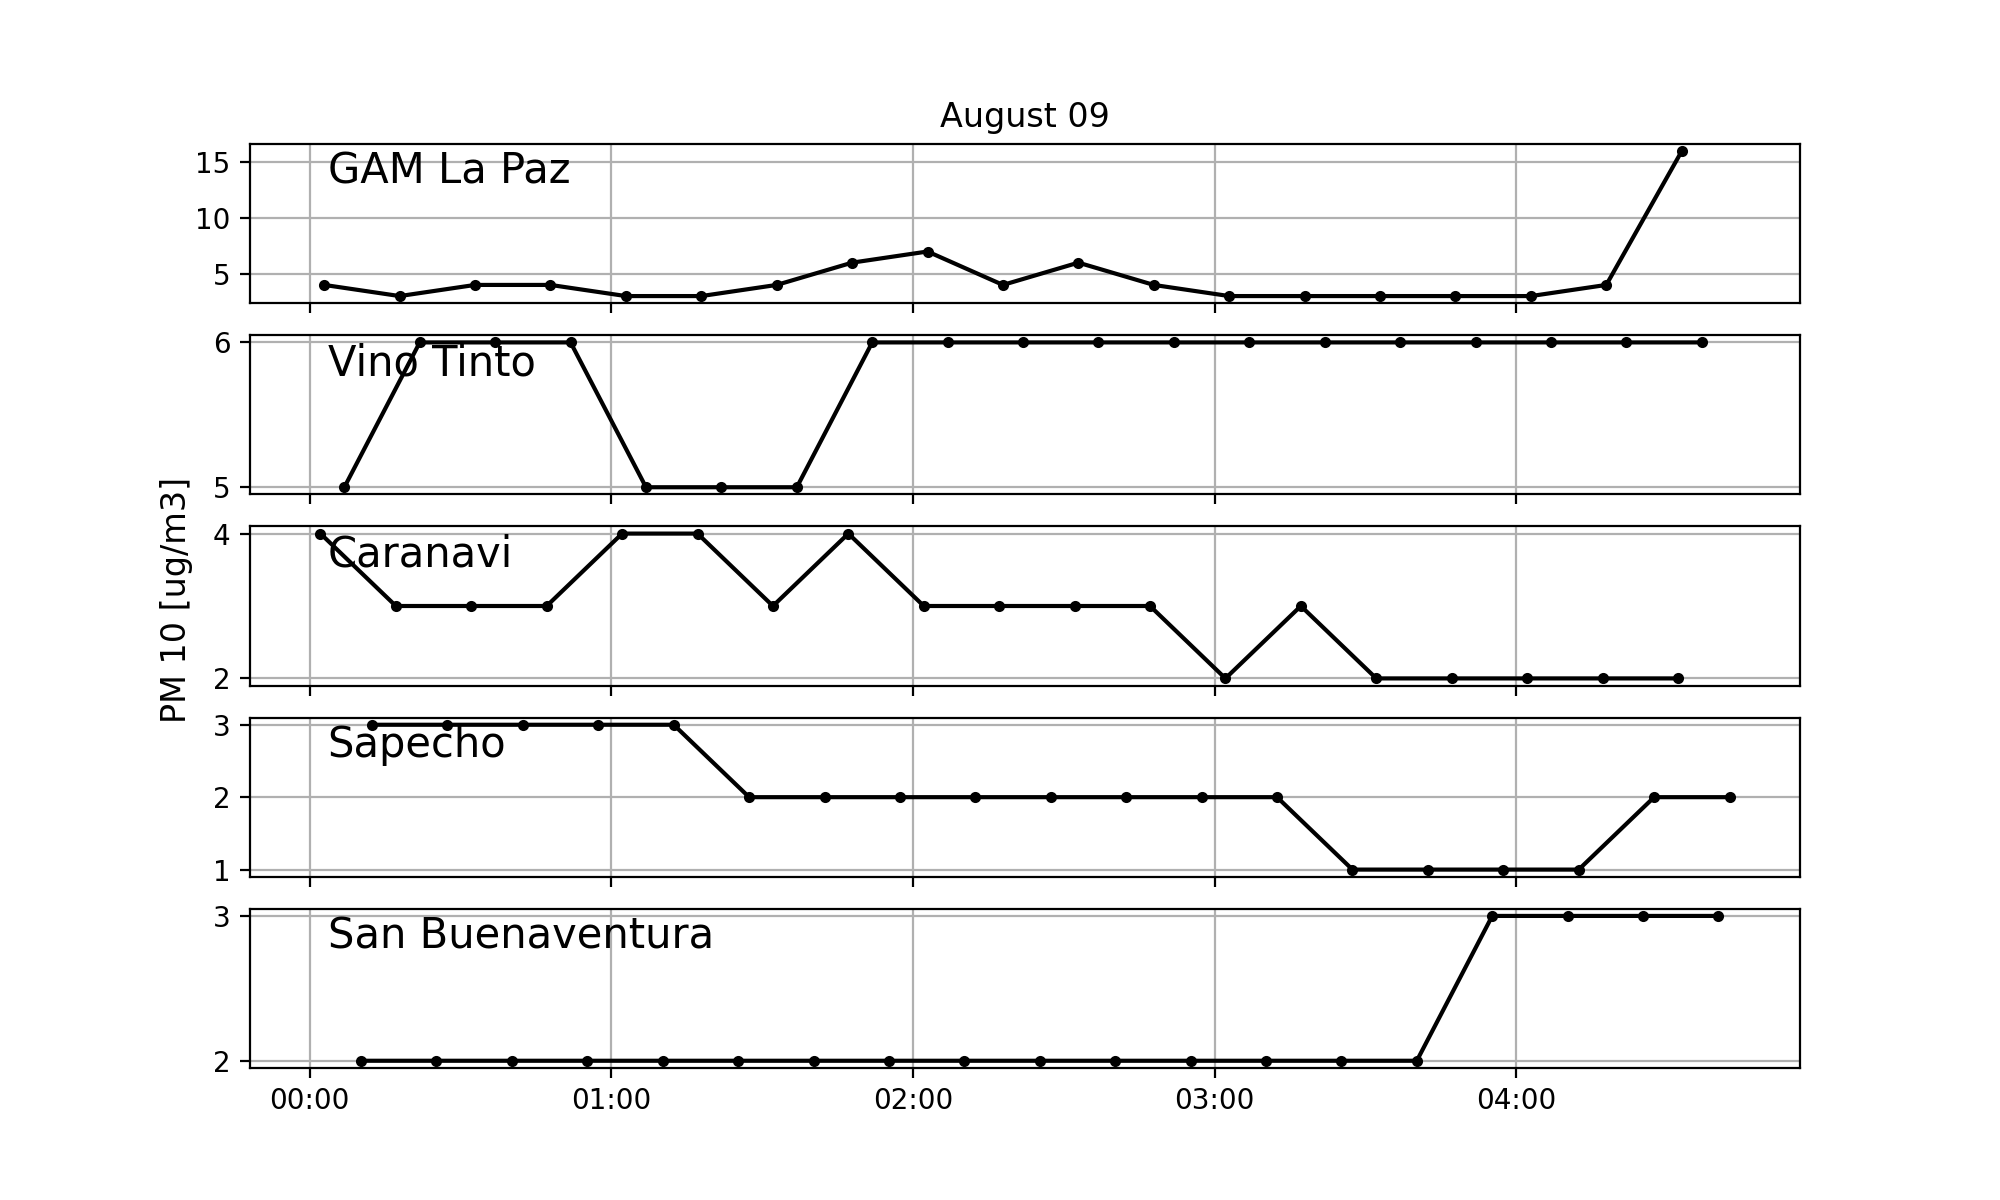 August 09
GAM La Paz
15
10
5
Vino Tinto
6
5
PM 10 [ug/m3]
Caranavi
4
2
Sapecho
3
2
1
San Buenaventura
3
2
00:00 01:00 02:00 03:00 04:00